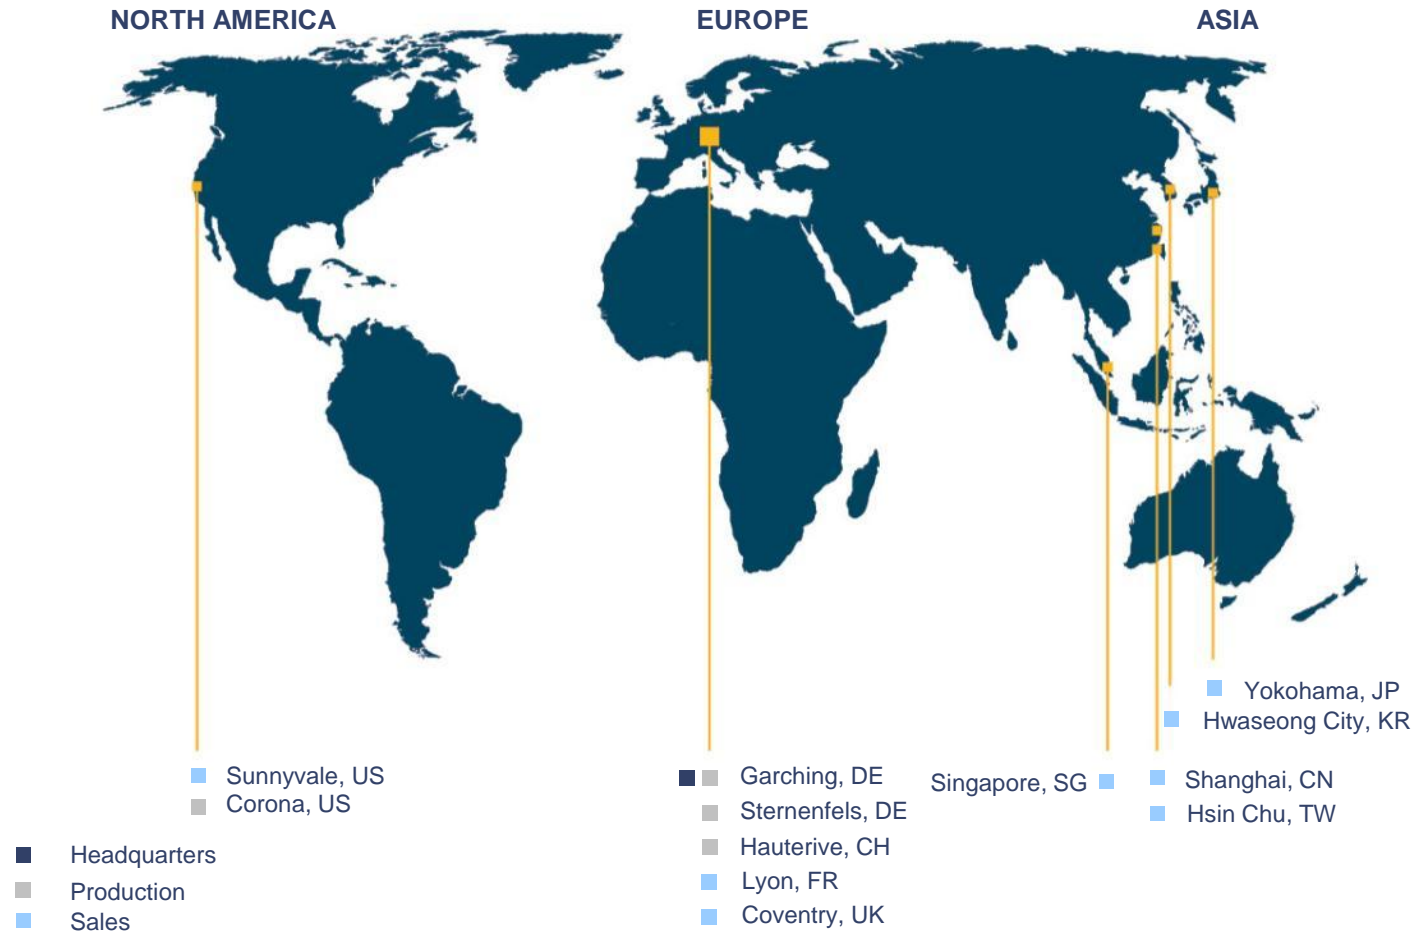 NORTH AMERICA
EUROPE
ASIA
Yokohama, JP
Hwaseong City, KR
Sunnyvale, US
Corona, US
Garching, DE
Sternenfels, DE
Hauterive, CH
Lyon, FR
Coventry, UK
Singapore, SG
Shanghai, CN
Hsin Chu, TW
Headquarters
Production
Sales